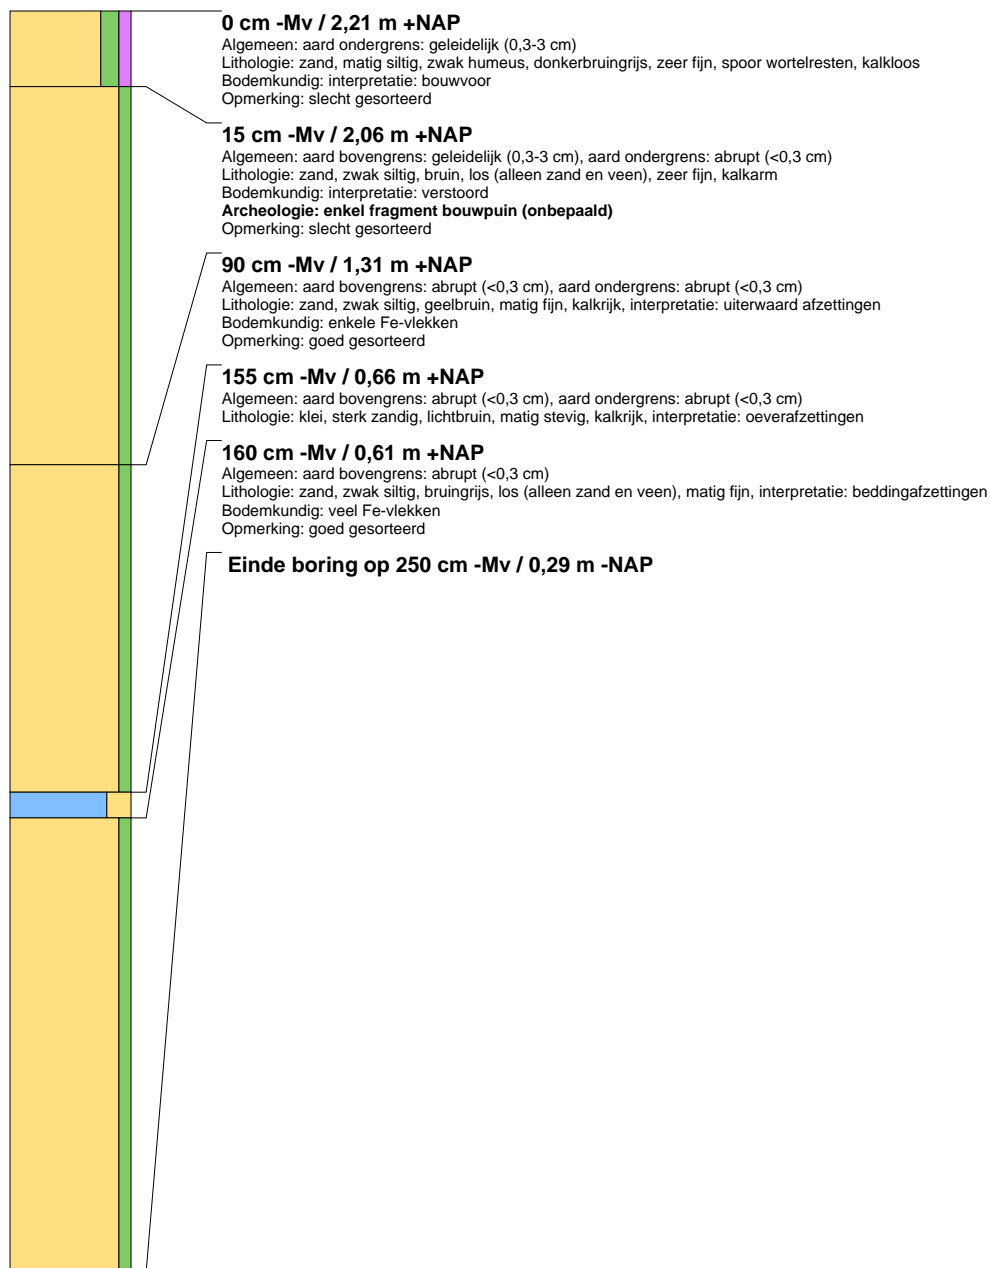 0 cm -Mv / 2,21 m +NAP
Algemeen: aard ondergrens: geleidelijk (0,3-3 cm)
Lithologie: zand, matig siltig, zwak humeus, donkerbruingrijs, zeer fijn, spoor wortelresten, kalkloos
Bodemkundig: interpretatie: bouwvoor
Opmerking: slecht gesorteerd
15 cm -Mv / 2,06 m +NAP
Algemeen: aard bovengrens: geleidelijk (0,3-3 cm), aard ondergrens: abrupt (<0,3 cm)
Lithologie: zand, zwak siltig, bruin, los (alleen zand en veen), zeer fijn, kalkarm
Bodemkundig: interpretatie: verstoord
Archeologie: enkel fragment bouwpuin (onbepaald)
Opmerking: slecht gesorteerd
90 cm -Mv / 1,31 m +NAP
Algemeen: aard bovengrens: abrupt (<0,3 cm), aard ondergrens: abrupt (<0,3 cm)
Lithologie: zand, zwak siltig, geelbruin, matig fijn, kalkrijk, interpretatie: uiterwaard afzettingen
Bodemkundig: enkele Fe-vlekken
Opmerking: goed gesorteerd
155 cm -Mv / 0,66 m +NAP
Algemeen: aard bovengrens: abrupt (<0,3 cm), aard ondergrens: abrupt (<0,3 cm)
Lithologie: klei, sterk zandig, lichtbruin, matig stevig, kalkrijk, interpretatie: oeverafzettingen
160 cm -Mv / 0,61 m +NAP
Algemeen: aard bovengrens: abrupt (<0,3 cm)
Lithologie: zand, zwak siltig, bruingrijs, los (alleen zand en veen), matig fijn, interpretatie: beddingafzettingen
Bodemkundig: veel Fe-vlekken
Opmerking: goed gesorteerd
Einde boring op 250 cm -Mv / 0,29 m -NAP